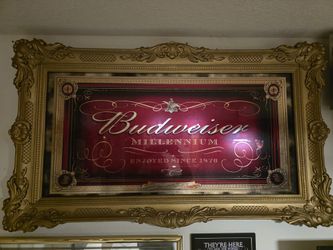 Budweiser
MILLENNIUM
ENJOYED SINCE 1876
THEY'RE HERE